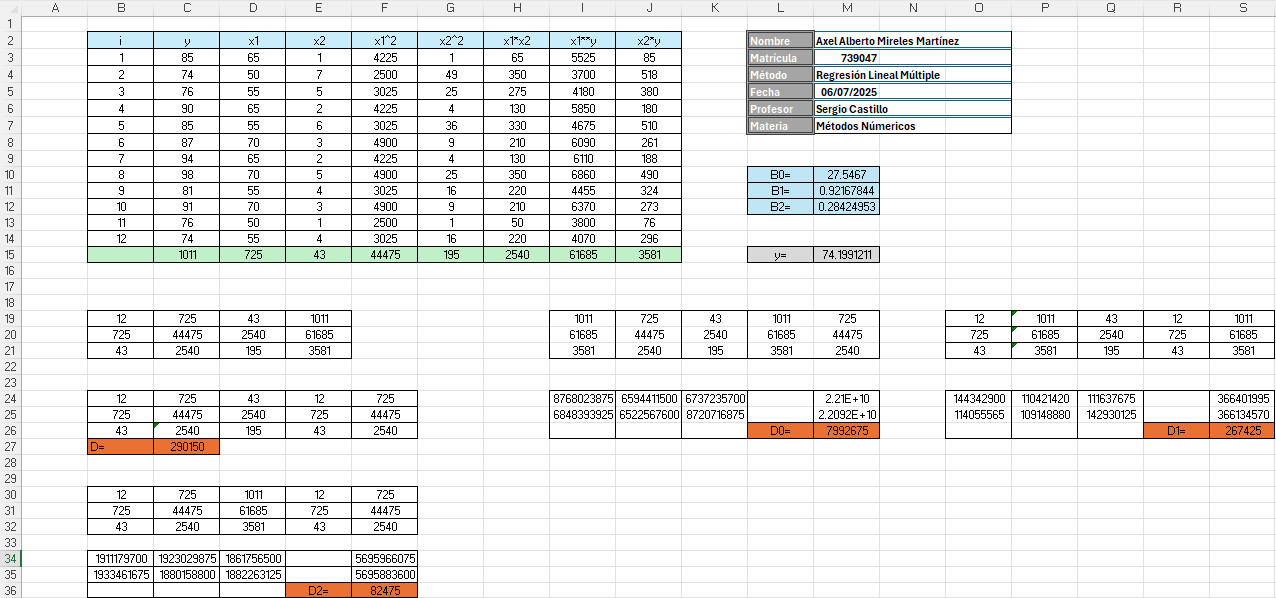 A B C D E F G H I J K L M N O P Q R S
1
2 i y x1 x2 x1^2 x2^2 x1*x2 x1**y x2*y Nombre Axel Alberto Mireles Martínez
3 1 85 65 1 4225 1 65 5525 85 Matrícula 739047
4 2 74 50 7 2500 49 350 3700 518 Método Regresión Lineal Múltiple
5 3 76 55 5 3025 25 275 4180 380 Fecha 06/07/2025
6 4 90 65 2 4225 4 130 5850 180 Profesor Sergio Castillo
7 5 85 55 6 3025 36 330 4675 510 Materia Métodos Númericos
8 6 87 70 3 4900 9 210 6090 261
9 7 94 65 2 4225 4 130 6110 188
10 8 98 70 5 4900 25 350 6860 490 B0= 27.5467
11 9 81 55 4 3025 16 220 4455 324 B1= 0.92167844
12 10 91 70 3 4900 9 210 6370 273 B2= 0.28424953
13 11 76 50 1 2500 1 50 3800 76
14 12 74 55 4 3025 16 220 4070 296
15 1011 725 43 44475 195 2540 61685 3581 y= 74.1991211
16
17
18
19 12 725 43 1011 1011 725 43 1011 725 12 1011 43 12 1011
20 725 44475 2540 61685 61685 44475 2540 61685 44475 725 61685 2540 725 61685
21 43 2540 195 3581 3581 2540 195 3581 2540 43 3581 195 43 3581
22
23
24 12 725 43 12 725 8768023875 6594411500 6737235700 2.21E+10 144342900 110421420 111637675 366401995
25 725 44475 2540 725 44475 6848393925 6522567600 8720716875 2.2092E+10 114055565 109148880 142930125 366134570
26 43 2540 195 43 2540 D0= 7992675 D1= 267425
27 D= 290150
28
29
30 12 725 1011 12 725
31 725 44475 61685 725 44475
32 43 2540 3581 43 2540
33
34 1911179700 1923029875 1861756500 5695966075
35 1933461675 1880158800 1882263125 5695883600
36 D2= 82475